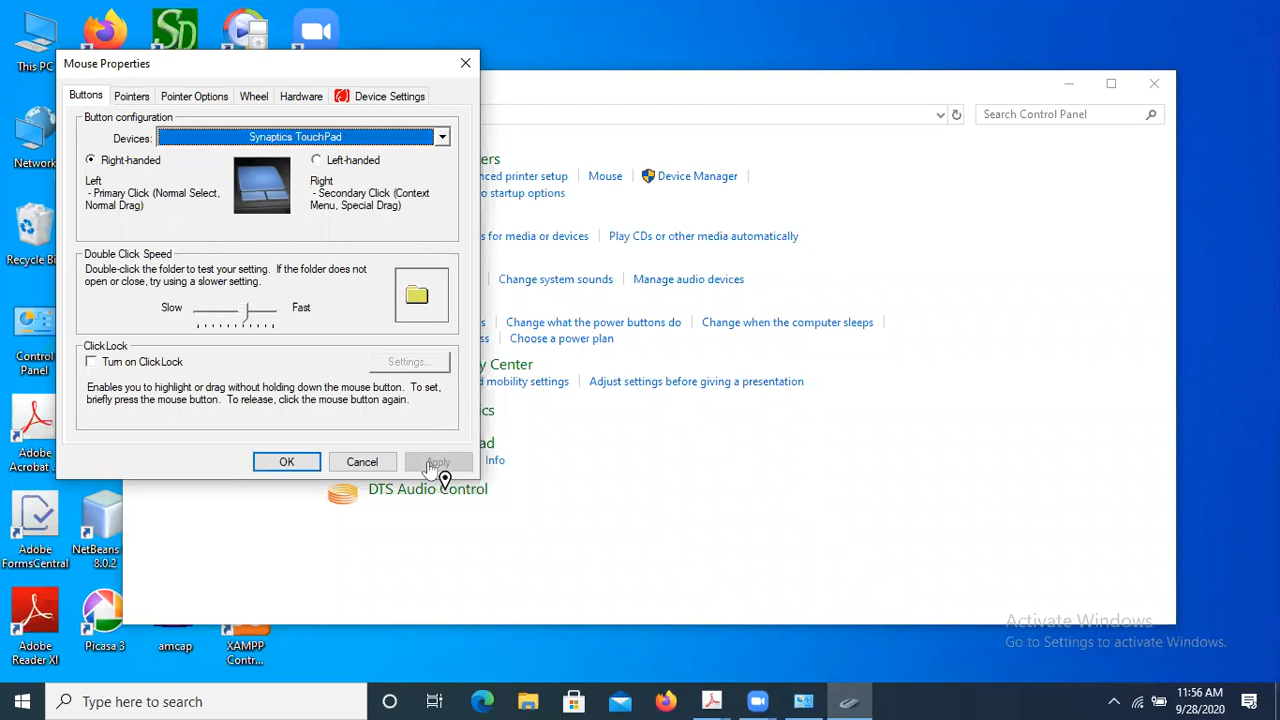 This PC
Network
Recycle Bi
Control
Panel
Adobe
Acrobat ...
Adobe
FormsCentral
NetBeans
8.0.2
Adobe
Reader XI
Picasa 3
amcap
XAMPP
Contr...
SD
Mouse Properties
Buttons
Pointers
Pointer Options
Wheel
Hardware
Device Settings
Button configuration
Devices:
Synaptics TouchPad
Right-handed
Left-handed
Left
- Primary Click (Normal Select,
Normal Drag)
Right
- Secondary Click (Context
Menu, Special Drag)
Double Click Speed
Double-click the folder to test your setting. If the folder does not
open or close, try using a slower setting.
Slow
Fast
ClickLock
Turn on ClickLock
Settings...
Enables you to highlight or drag without holding down the mouse button. To set,
briefly press the mouse button. To release, click the mouse button again.
OK
Cancel
Apply
Search Control Panel
ers
nced printer setup
Mouse
Device Manager
to startup options
s for media or devices
Play CDs or other media automatically
Change system sounds
Manage audio devices
s
Change what the power buttons do
Change when the computer sleeps
ss
Choose a power plan
y Center
d mobility settings
Adjust settings before giving a presentation
ics
ad
Info
DTS Audio Control
Activate Windows
Go to Settings to activate Windows.
Type here to search
11:56 AM
9/28/2020